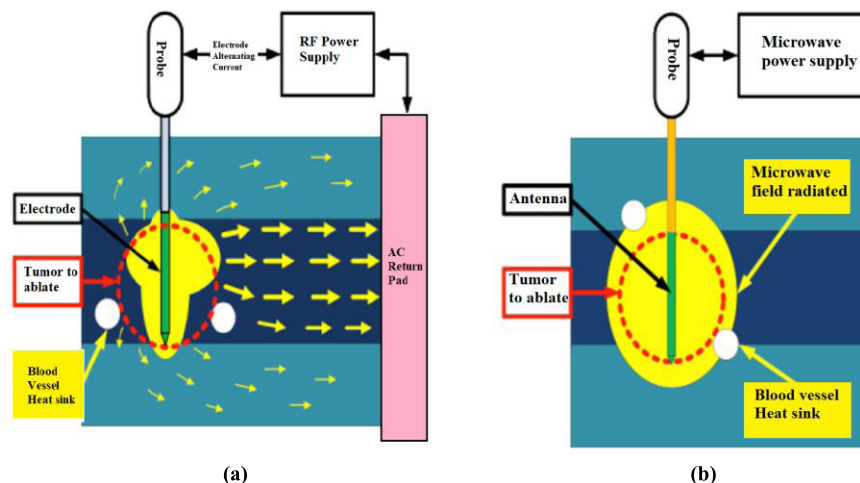 Probe
Electrode
Alternating
Current
RF Power
Supply
Electrode
Tumor to
ablate
Blood
Vessel
Heat sink
AC
Return
Pad
(a)
Probe
Microwave
power supply
Antenna
Microwave
field radiated
Tumor
to ablate
Blood vessel
Heat sink
(b)